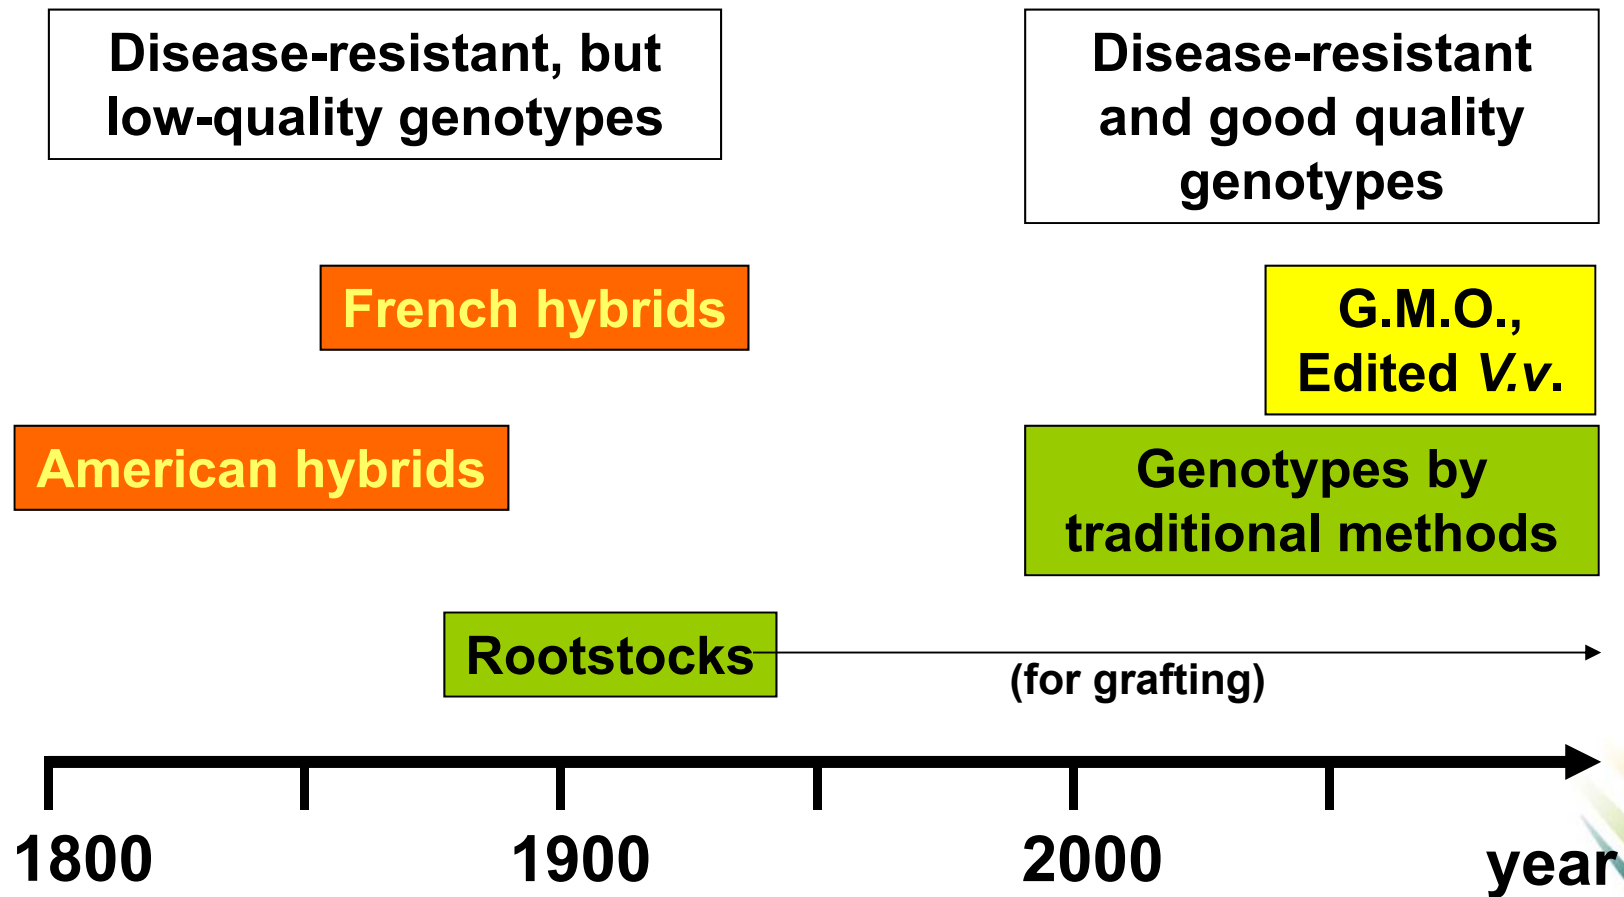 Disease-resistant, but
low-quality genotypes
Disease-resistant
and good quality
genotypes
French hybrids
G.M.O.,
Edited V.v.
American hybrids
Genotypes by
traditional methods
Rootstocks
(for grafting)
1800
1900
2000
year